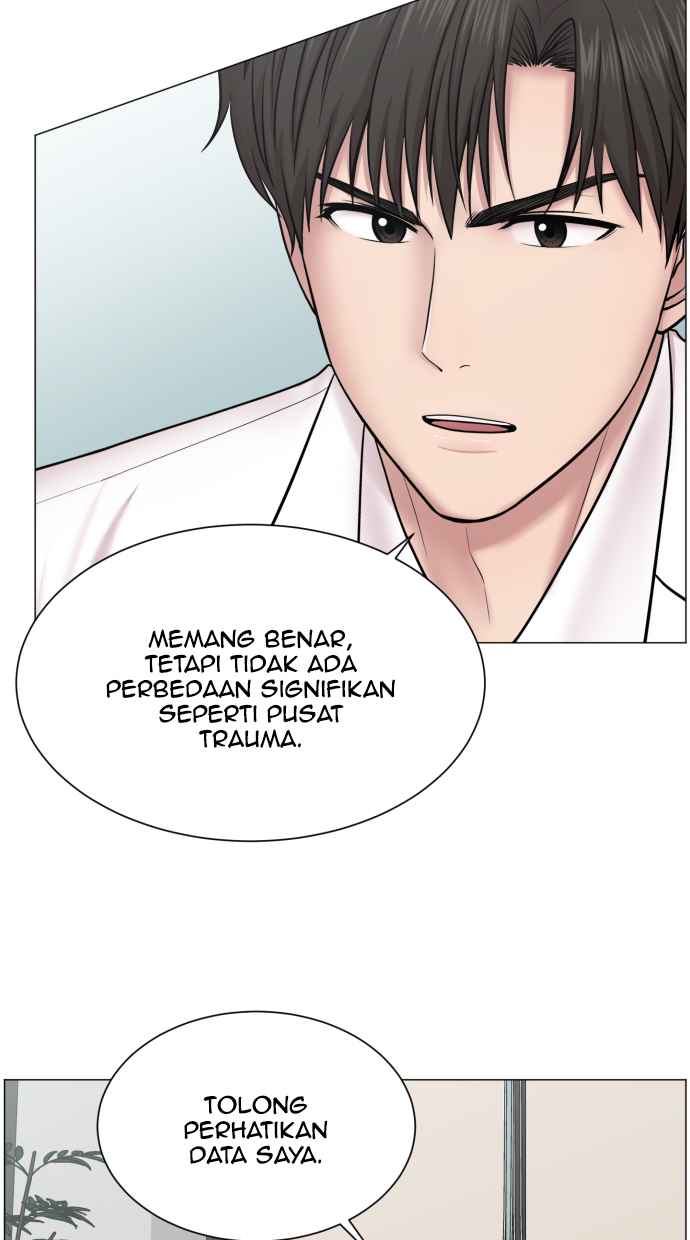 MEMANG BENAR,
TETAPI TIDAK ADA
PERBEDAAN SIGNIFIKAN
SEPERTI PUSAT
TRAUMA.
TOLONG
PERHATIKAN
DATA SAYA.